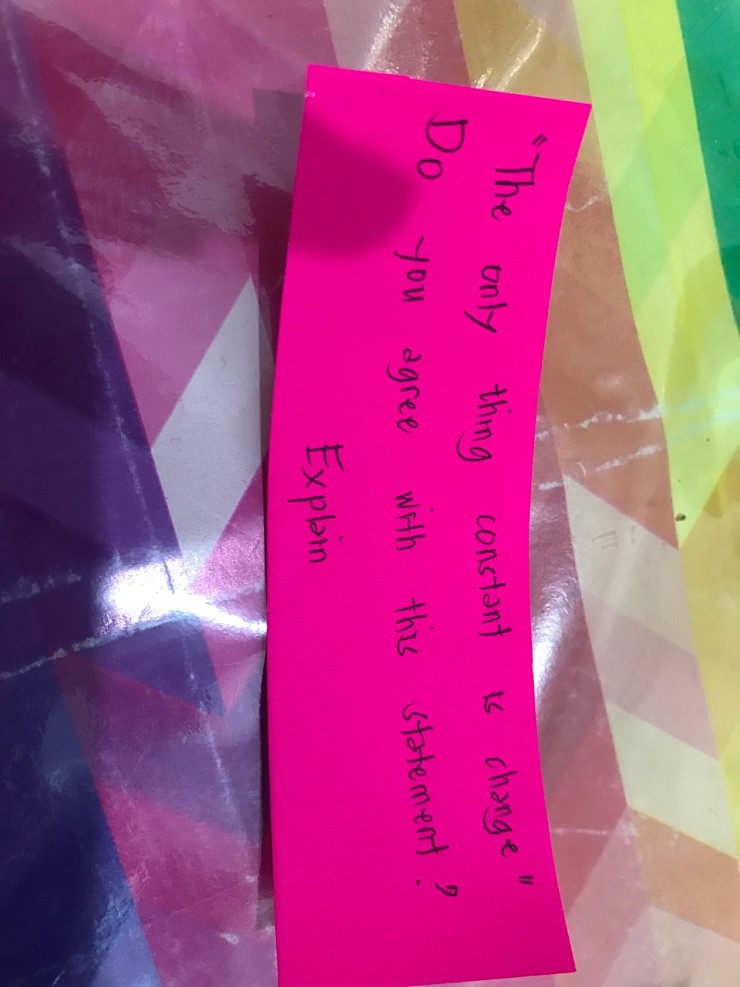 "The only thing constant is change"
Do you agree with this statement?
Explain